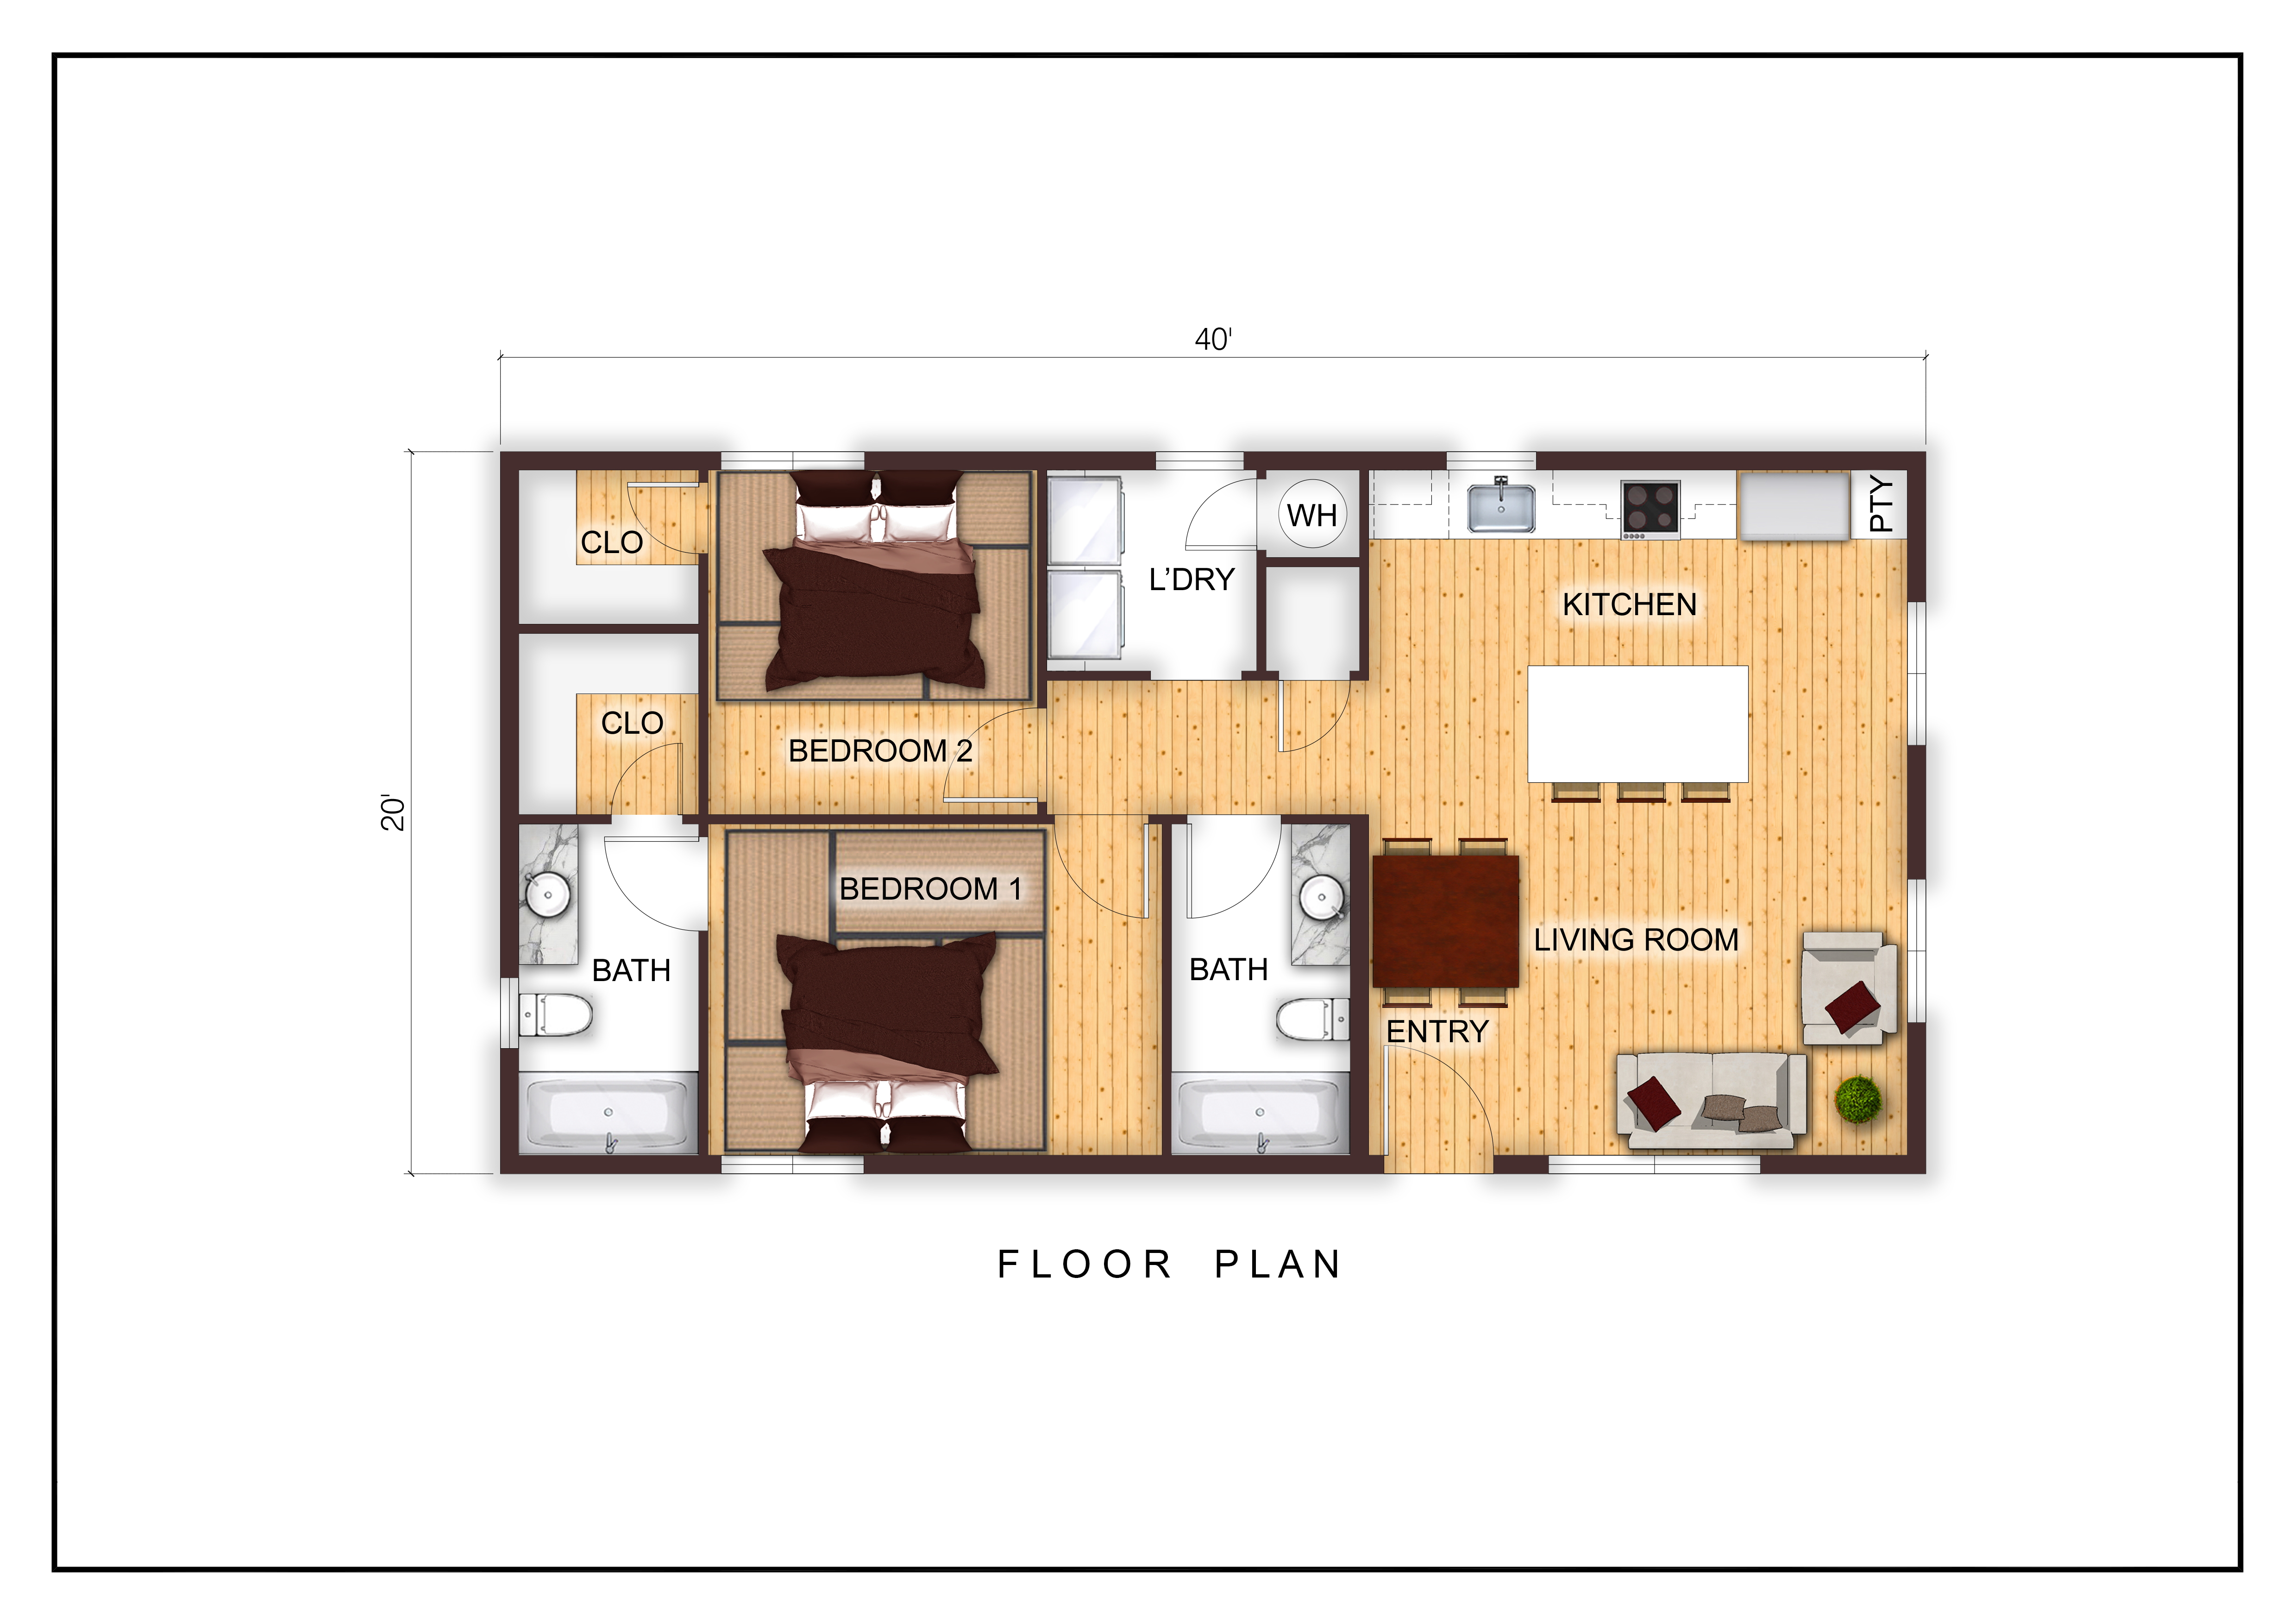 40'
20'
WH
PTY
CLO
L’DRY
KITCHEN
CLO
BEDROOM 2
BEDROOM 1
LIVING ROOM
BATH
BATH
ENTRY
FLOOR PLAN